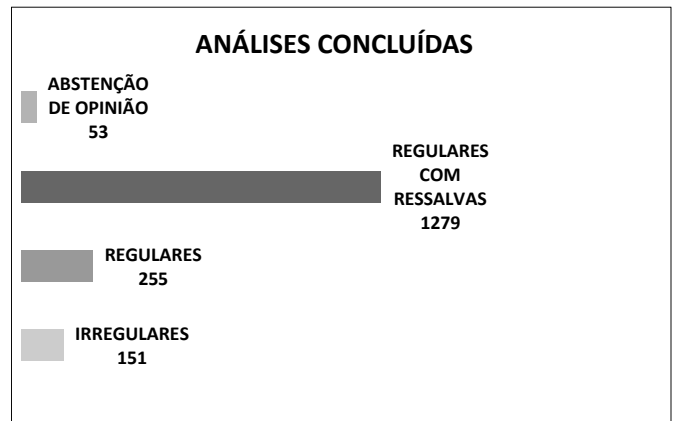 ANÁLISES CONCLUÍDAS
ABSTENÇÃO
DE OPINIÃO
53
REGULARES
COM
RESSALVAS
1279
REGULARES
255
IRREGULARES
151